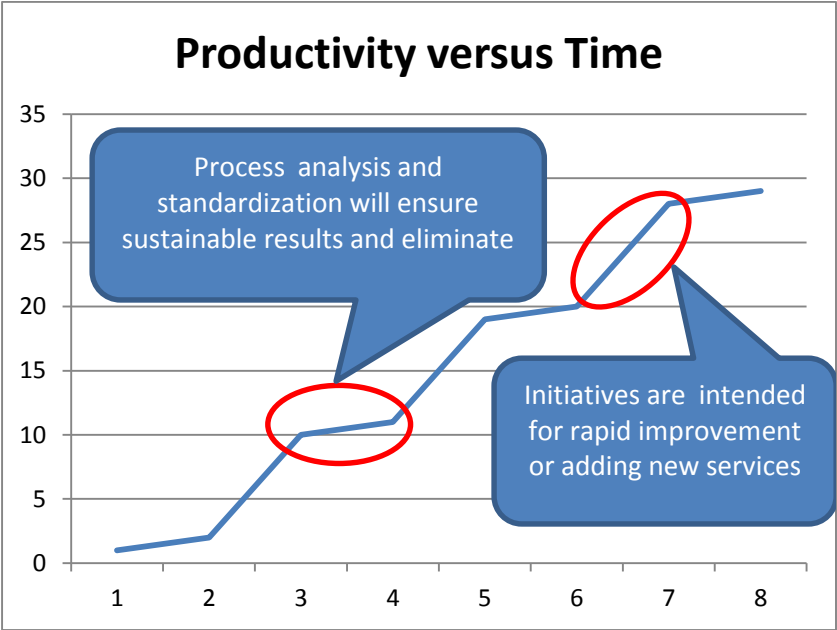 Productivity versus Time
35
30
25
20
15
10
5
0
Process analysis and
standardization will ensure
sustainable results and eliminate
Initiatives are intended
for rapid improvement
or adding new services
1 2 3 4 5 6 7 8